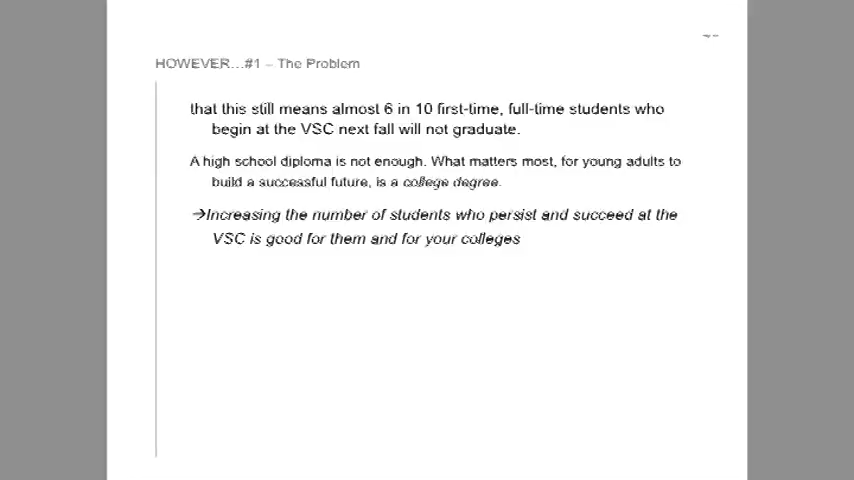 HOWEVER...#1 – The Problem
that this still means almost 6 in 10 first-time, full-time students who
begin at the VSC next fall will not graduate.
A high school diploma is not enough. What matters most, for young adults to
build a successful future, is a college degree.
→Increasing the number of students who persist and succeed at the
VSC is good for them and for your colleges